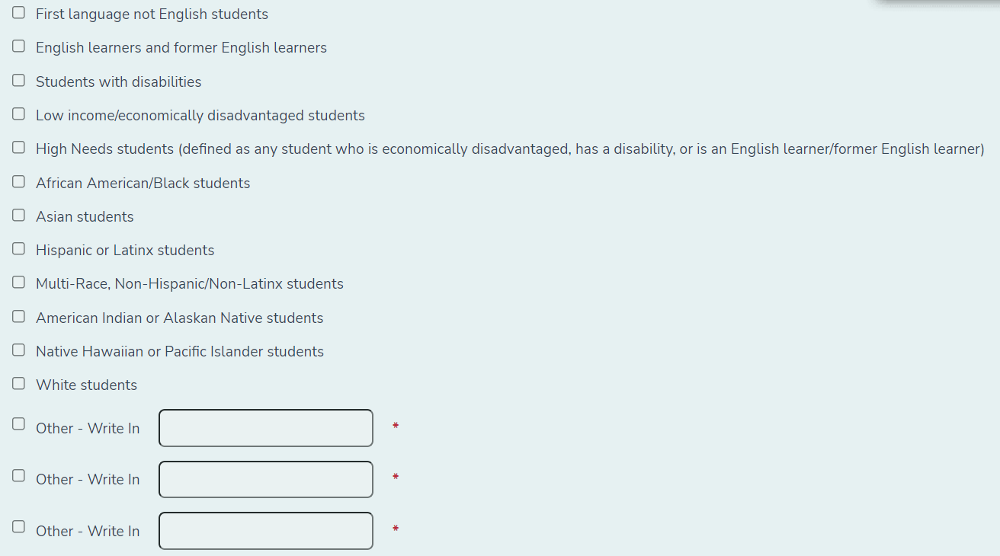 First language not English students
English learners and former English learners
Students with disabilities
Low income/economically disadvantaged students
High Needs students (defined as any student who is economically disadvantaged, has a disability, or is an English learner/former English learner)
African American/Black students
Asian students
Hispanic or Latinx students
Multi-Race, Non-Hispanic/Non-Latinx students
American Indian or Alaskan Native students
Native Hawaiian or Pacific Islander students
White students
Other - Write In *
Other - Write In *
Other - Write In *